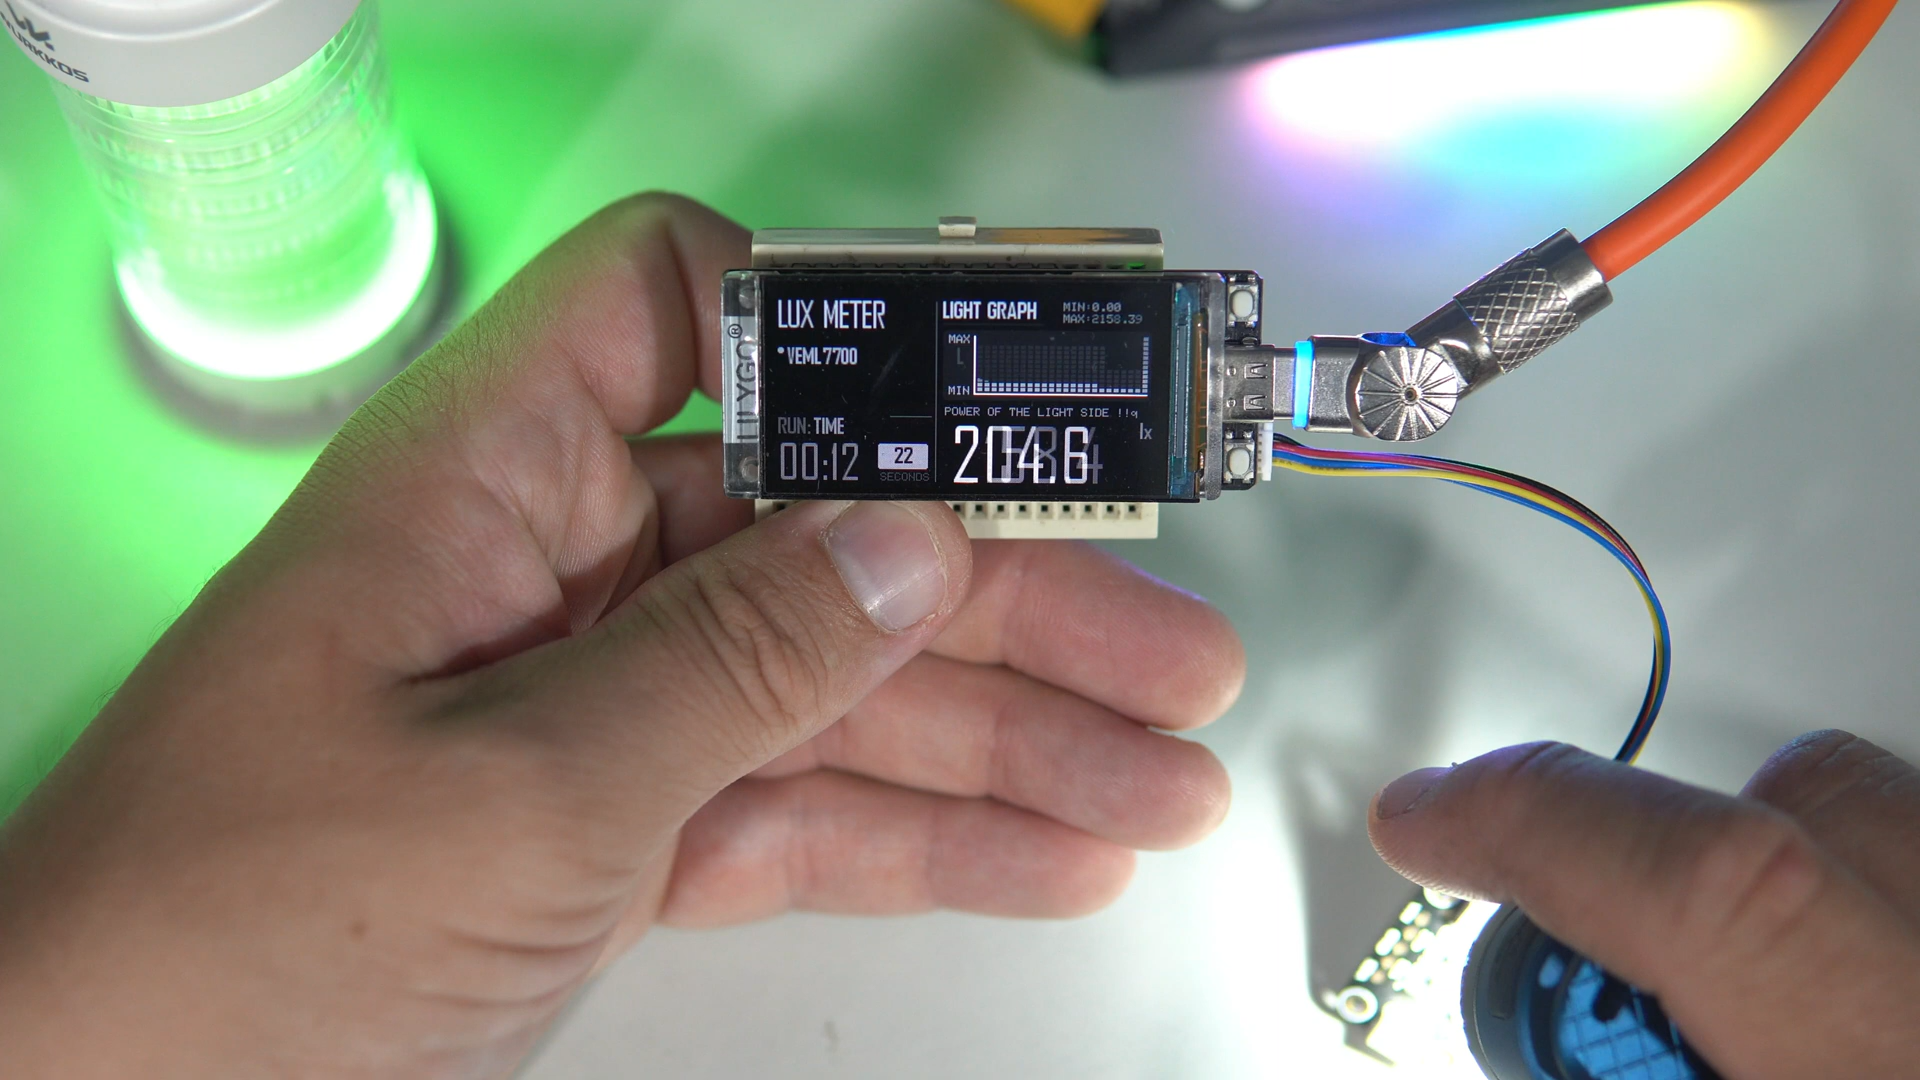 WURKKOS
LILYGO®
LUX METER
VEML7700
RUN: TIME
00:12
22
SECONDS
LIGHT GRAPH
MIN:0.00
MAX:2158.39
MAX
L
MIN
POWER OF THE LIGHT SIDE !!q
lx